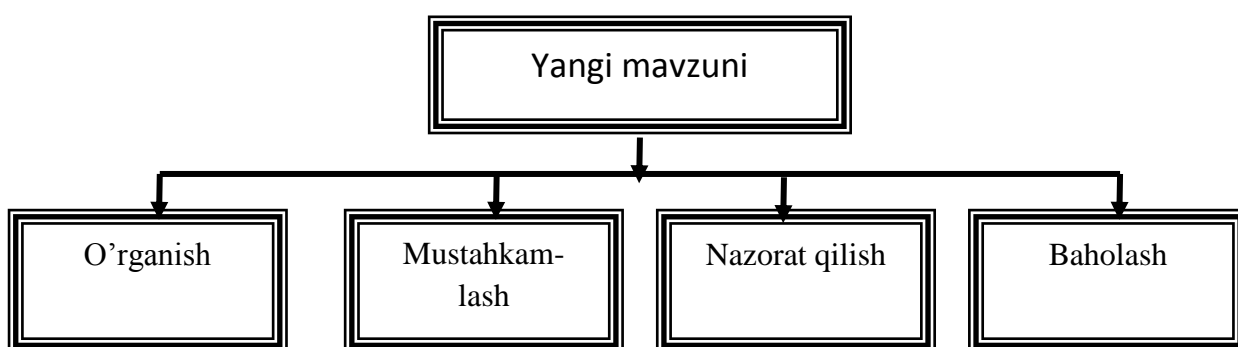 Yangi mavzuni
O’rganish
Mustahkam-
lash
Nazorat qilish
Baholash